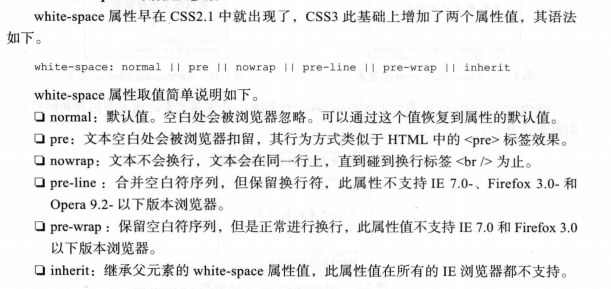 white-space 属性早在 CSS2.1 中就出现了，CSS3 此基础上增加了两个属性值，其语法
如下。
white-space: normal || pre || nowrap || pre-line || pre-wrap || inherit
white-space 属性取值简单说明如下。
❑ normal：默认值。空白处会被浏览器忽略。可以通过这个值恢复到属性的默认值。
❑ pre：文本空白处会被浏览器扣留，其行为方式类似于 HTML 中的 <pre> 标签效果。
❑ nowrap：文本不会换行，文本会在同一行上，直到碰到换行标签 <br /> 为止。
❑ pre-line：合并空白符序列，但保留换行符，此属性不支持 IE 7.0-、Firefox 3.0- 和
Opera 9.2- 以下版本浏览器。
❑ pre-wrap：保留空白符序列，但是正常进行换行，此属性值不支持 IE 7.0 和 Firefox 3.0
以下版本浏览器。
❑ inherit：继承父元素的 white-space 属性值，此属性值在所有的 IE 浏览器都不支持。